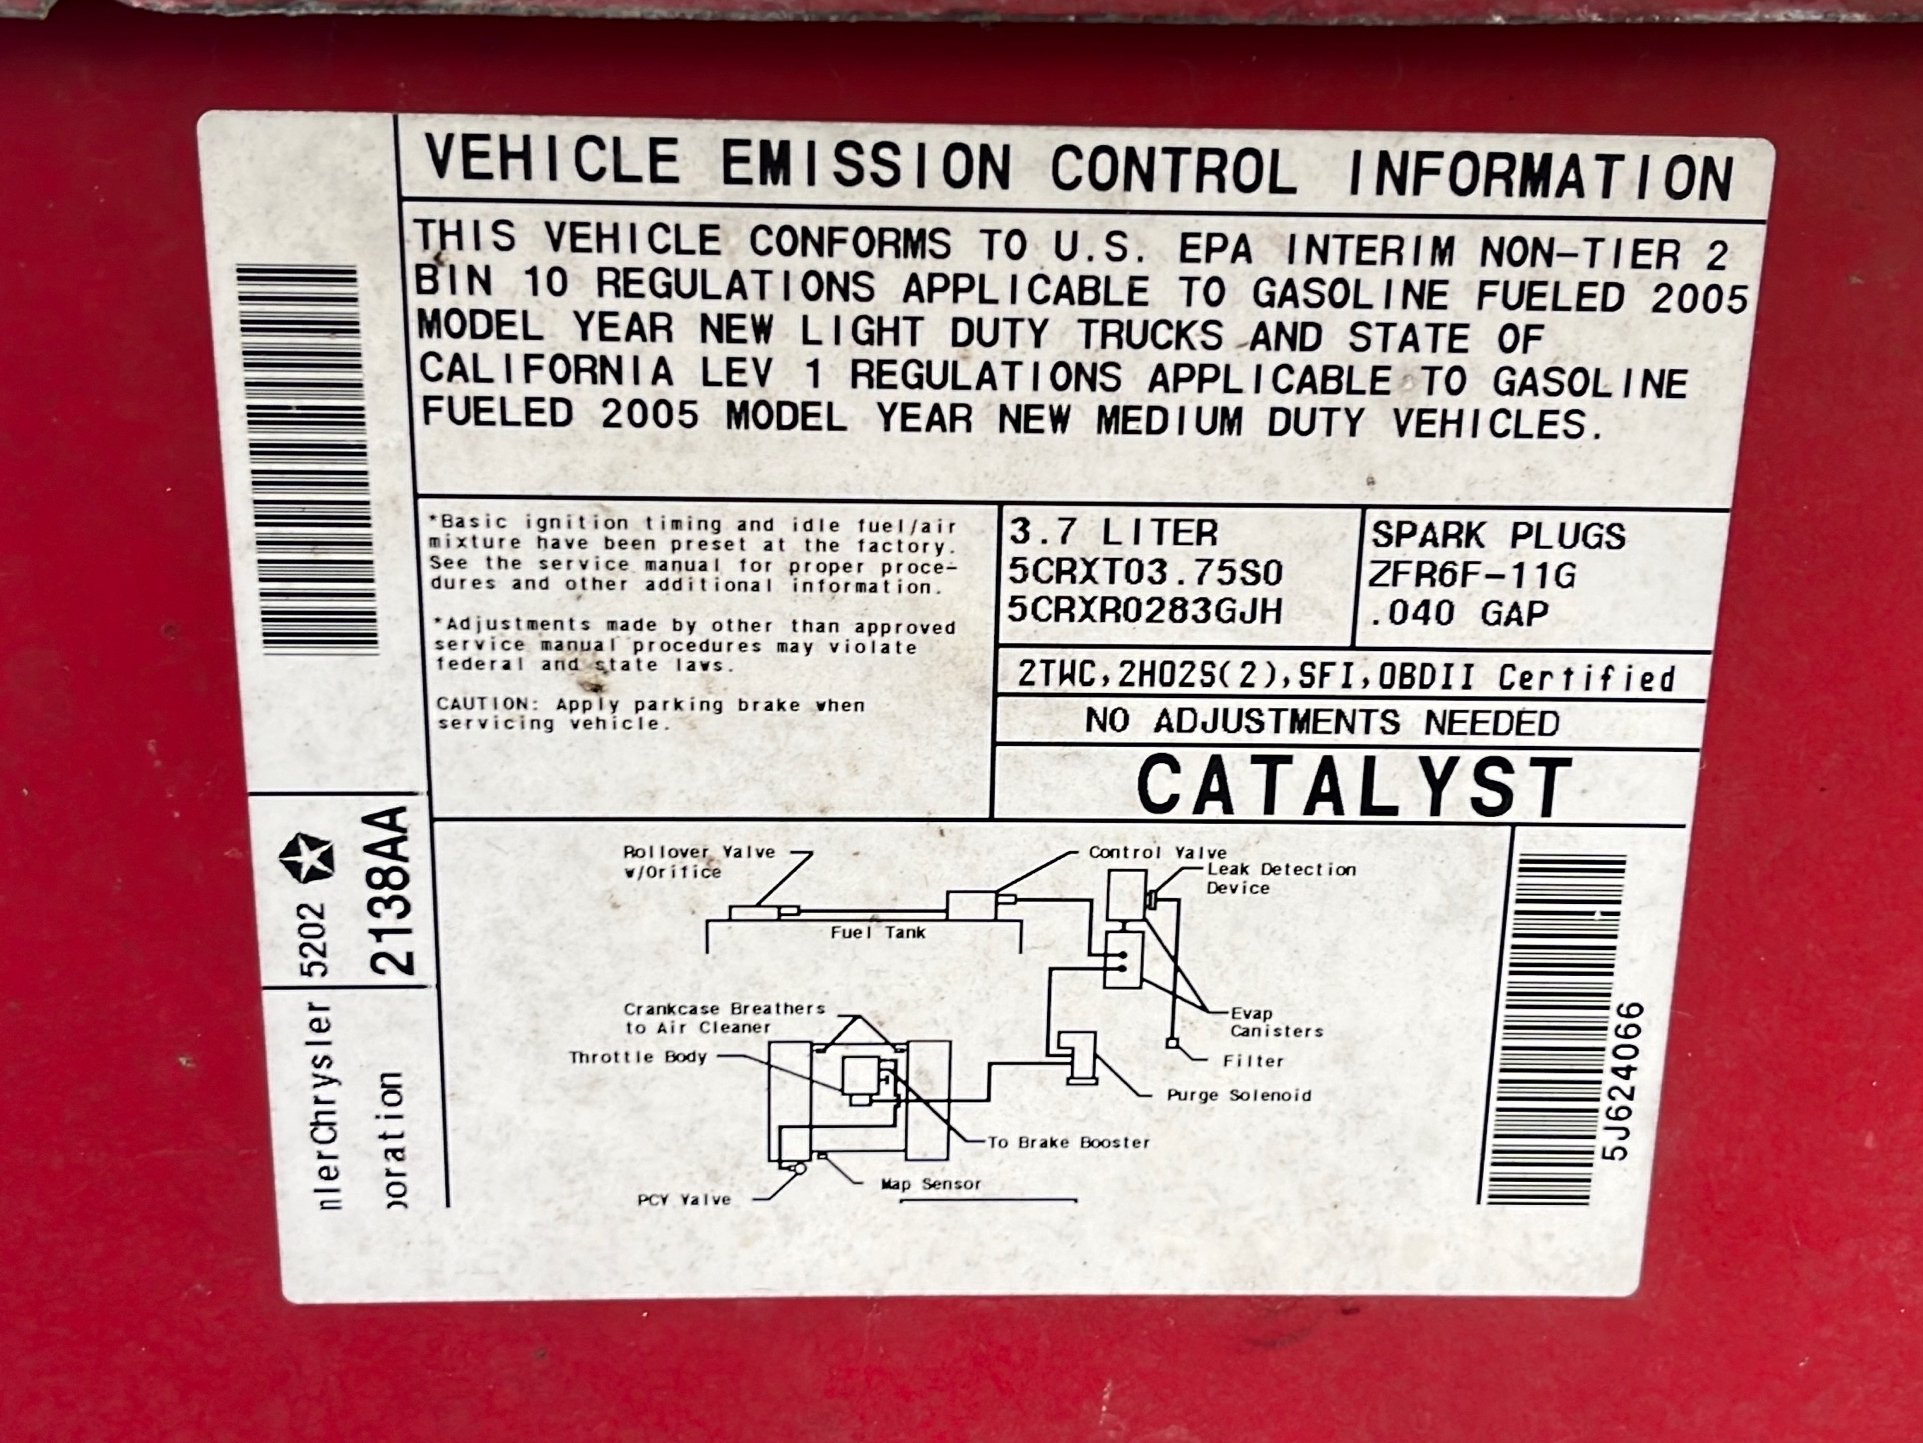 VEHICLE EMISSION CONTROL INFORMATION
THIS VEHICLE CONFORMS TO U.S. EPA INTERIM NON-TIER 2
BIN 10 REGULATIONS APPLICABLE TO GASOLINE FUELED 2005
MODEL YEAR NEW LIGHT DUTY TRUCKS AND STATE OF
CALIFORNIA LEV 1 REGULATIONS APPLICABLE TO GASOLINE
FUELED 2005 MODEL YEAR NEW MEDIUM DUTY VEHICLES.
*Basic ignition timing and idle fuel/air
mixture have been preset at the factory.
See the service manual for proper proce-
dures and other additional information.
*Adjustments made by other than approved
service manual procedures may violate
federal and state laws.
CAUTION: Apply parking brake when
servicing vehicle.
3.7 LITER
5CRXT03.75S0
5CRXR0283GJH
SPARK PLUGS
ZFR6F-11G
.040 GAP
2TWC,2HO2S(2),SFI,OBDII Certified
NO ADJUSTMENTS NEEDED
CATALYST
Rollover Valve
w/Orifice
Control Valve
Leak Detection
Device
Fuel Tank
Crankcase Breathers
to Air Cleaner
Throttle Body
Evap
Canisters
Filter
Purge Solenoid
To Brake Booster
Map Sensor
PCV Valve
5202
2138AA
nlerChrysler
poration
5J624066